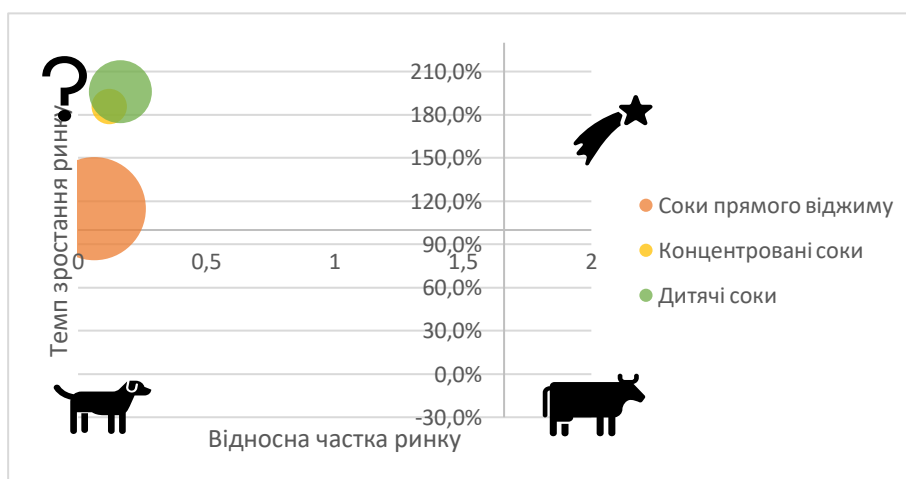 Темп зростання ринку
210,0%
180,0%
150,0%
120,0%
90,0%
60,0%
30,0%
0,0%
-30,0%
0 0,5 1 1,5 2
Відносна частка ринку
Соки прямого віджиму
Концентровані соки
Дитячі соки
?